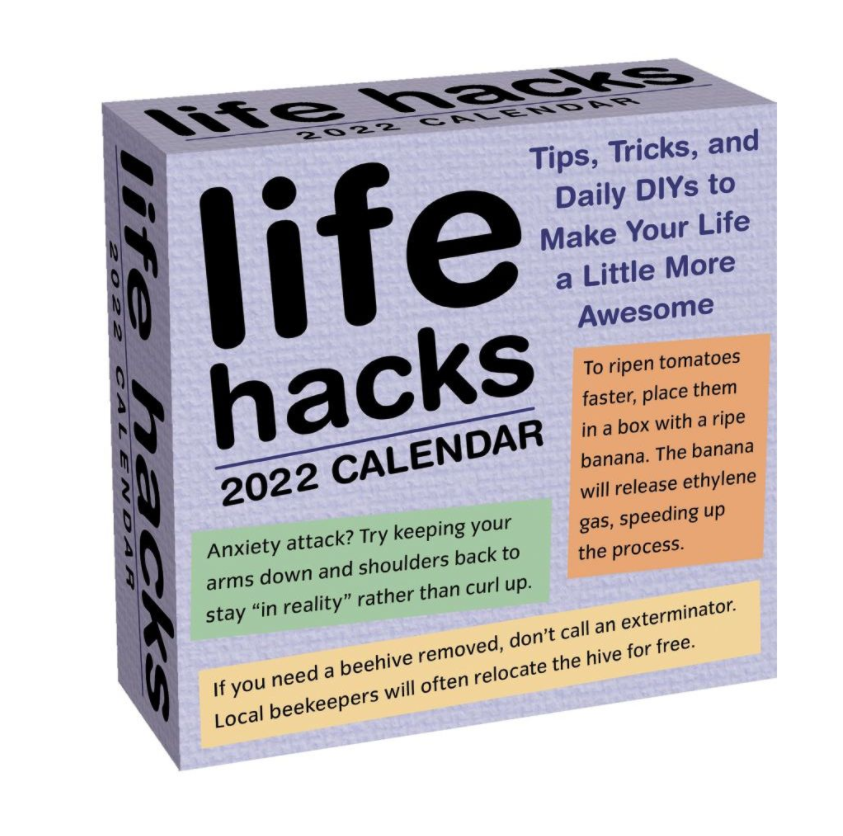 life hacks
2022 CALENDAR
life hacks
2022 CALENDAR
life
hacks
2022 CALENDAR
Tips, Tricks, and
Daily DIYs to
Make Your Life
a Little More
Awesome
To ripen tomatoes
faster, place them
in a box with a ripe
banana. The banana
will release ethylene
gas, speeding up
the process.
Anxiety attack? Try keeping your
arms down and shoulders back to
stay “in reality” rather than curl up.
If you need a beehive removed, don’t call an exterminator.
Local beekeepers will often relocate the hive for free.